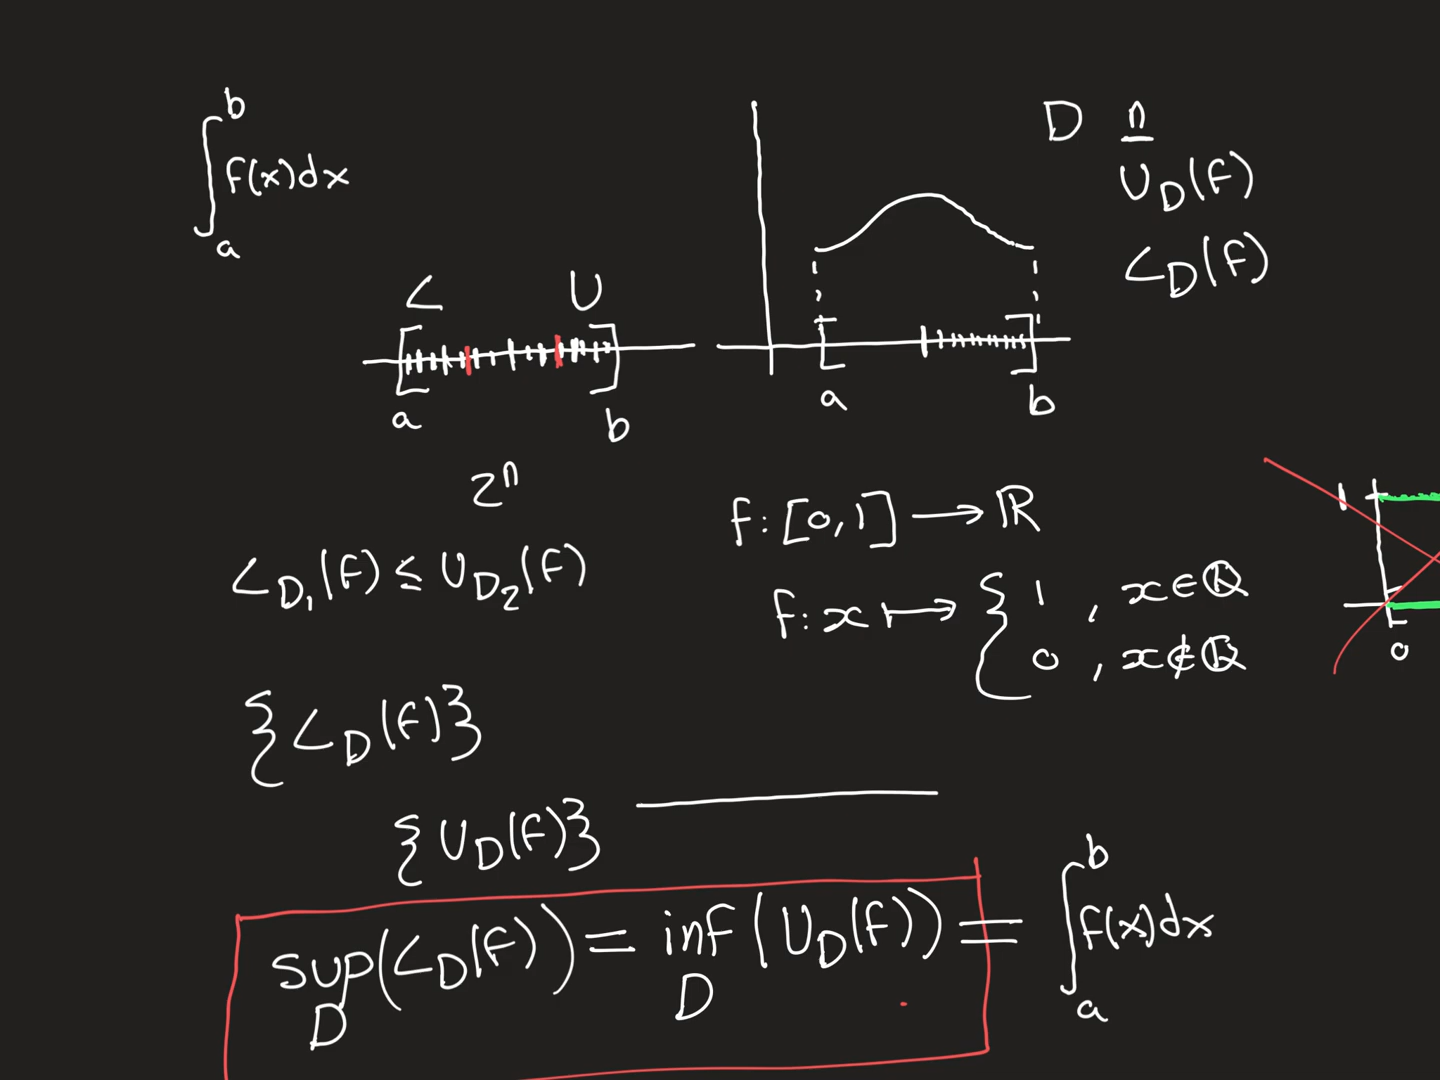 ∫_a^b f(x)dx
D n
U_D(f)
L_D(f)
L U
[ ]
a b
[ ]
a b
2^n
L_{D_1}(f) ≤ U_{D_2}(f)
f: [0,1] → ℝ
f: x ↦ { 1 , x∈ℚ
0 , x∉ℚ
1
0
{L_D(f)}
{U_D(f)}
sup_D(L_D(f)) = inf_D(U_D(f)) = ∫_a^b f(x)dx